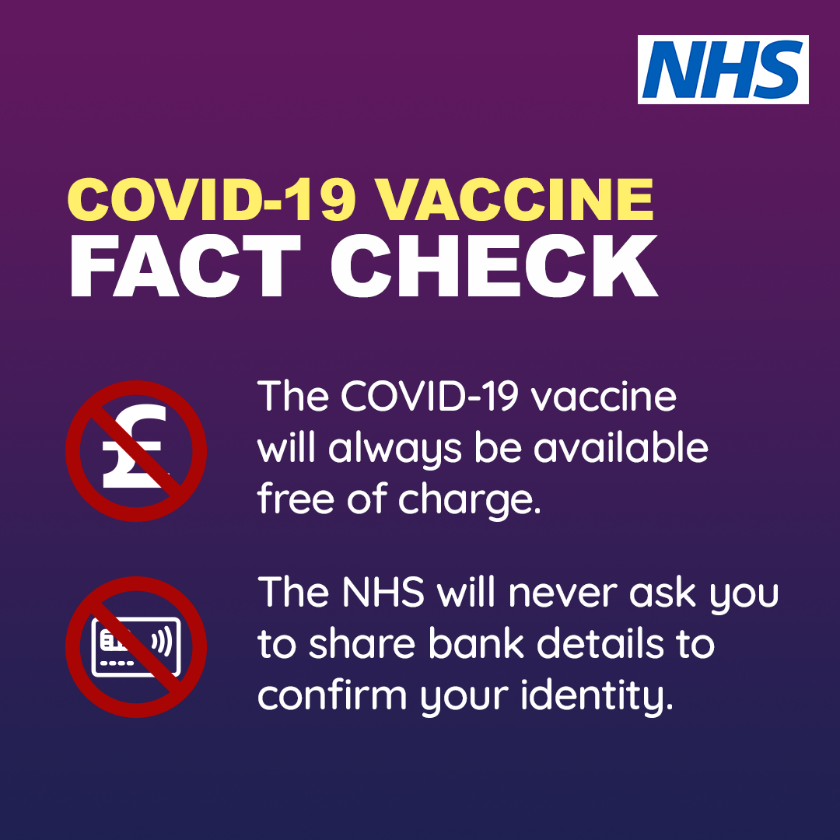 NHS
COVID-19 VACCINE
FACT CHECK
£
The COVID-19 vaccine
will always be available
free of charge.
The NHS will never ask you
to share bank details to
confirm your identity.